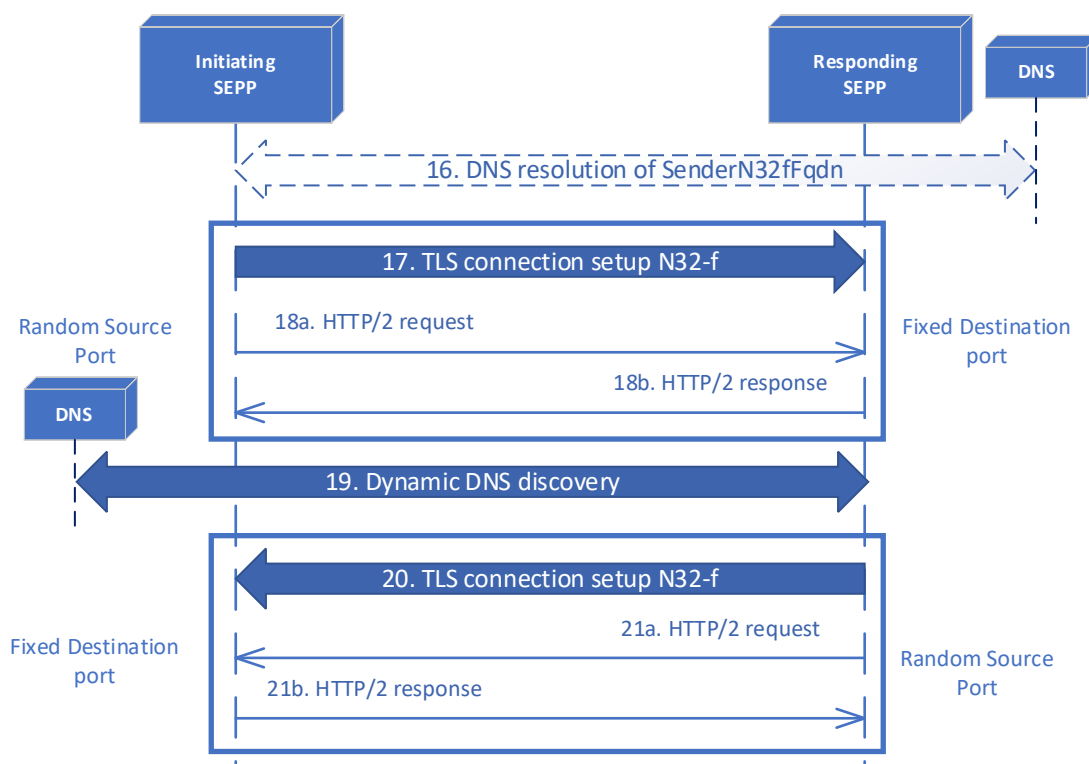 Initiating
SEPP
Responding
SEPP
DNS
16. DNS resolution of SenderN32fFqdn
17. TLS connection setup N32-f
18a. HTTP/2 request
Random Source
Port
Fixed Destination
port
18b. HTTP/2 response
DNS
19. Dynamic DNS discovery
20. TLS connection setup N32-f
21a. HTTP/2 request
Fixed Destination
port
Random Source
Port
21b. HTTP/2 response